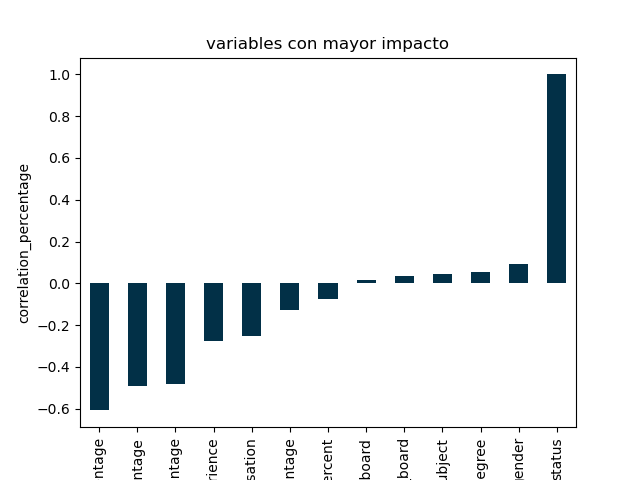 variables con mayor impacto
correlation_percentage
1.0
0.8
0.6
0.4
0.2
0.0
−0.2
−0.4
−0.6
ntage
ntage
ntage
rience
sation
ntage
ercent
board
board
ubject
egree
ender
status